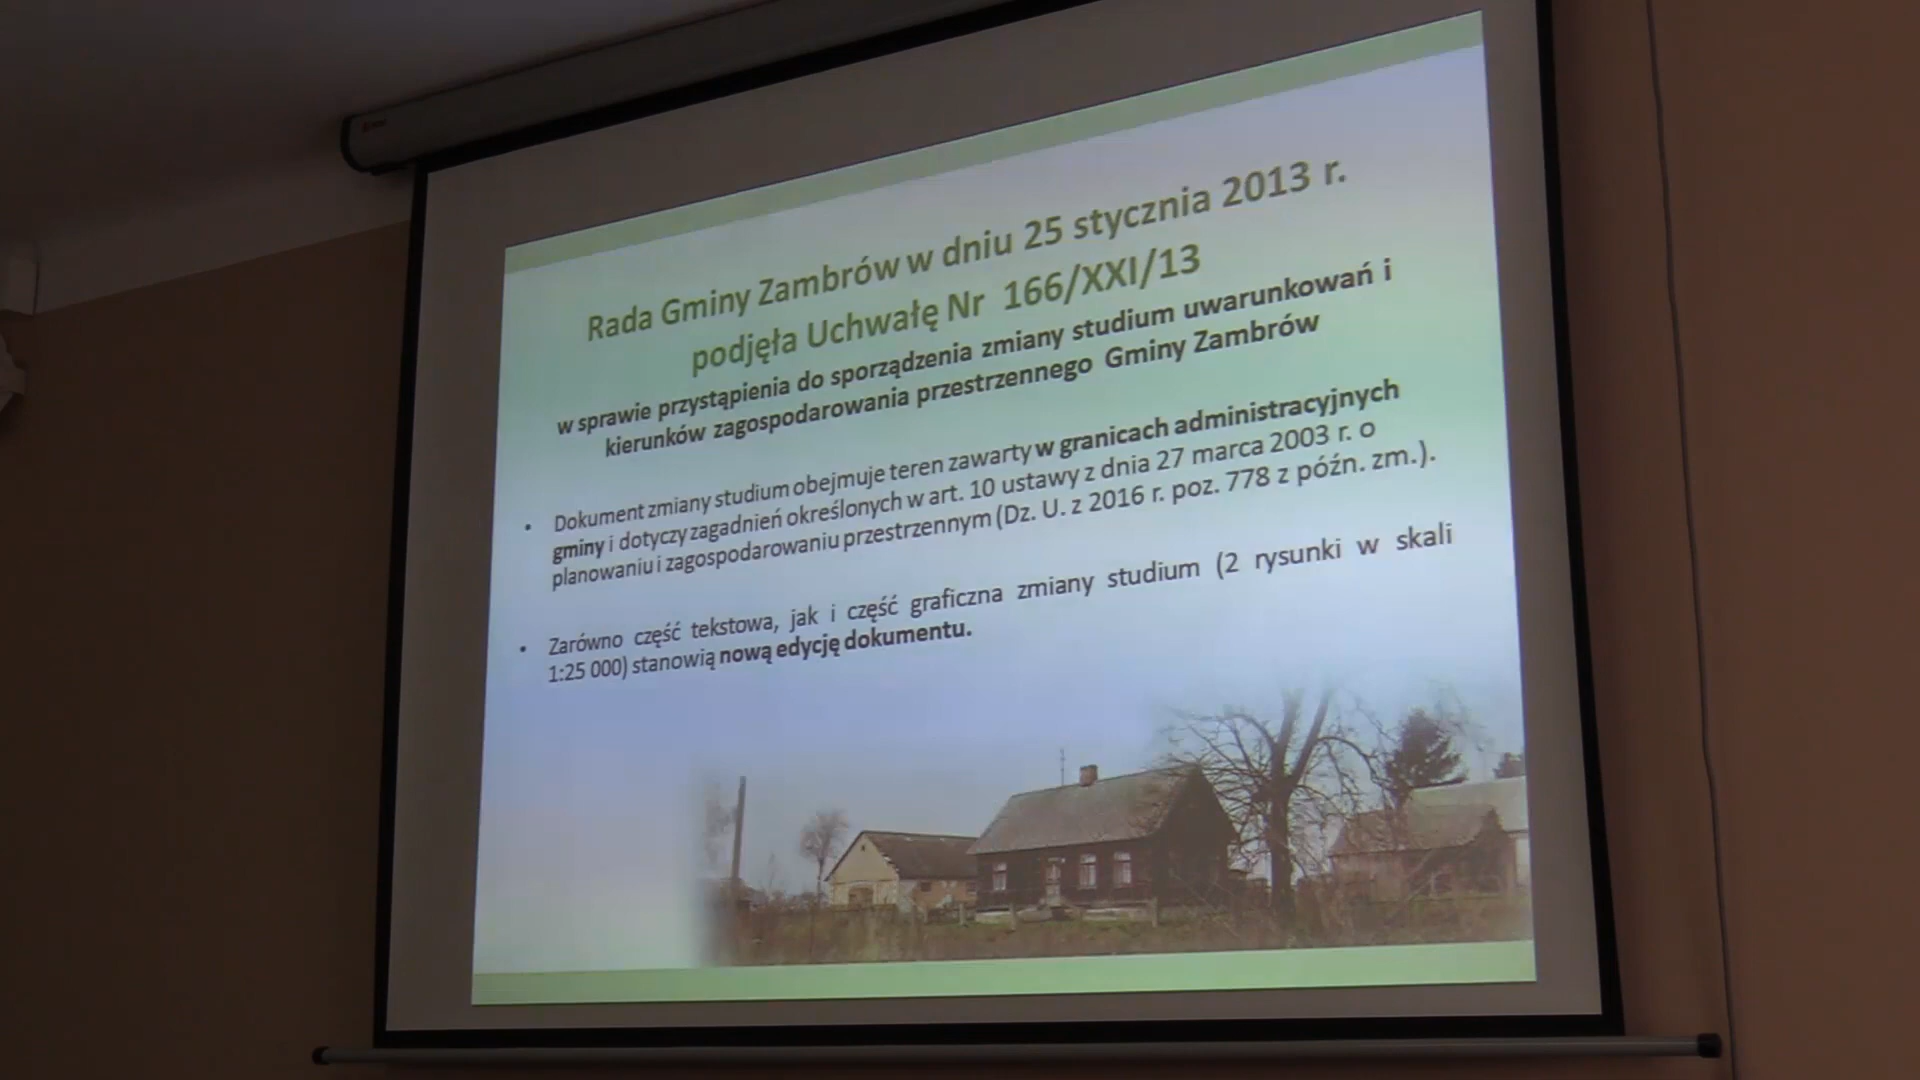 Rada Gminy Zambrów w dniu 25 stycznia 2013 r.
podjęła Uchwałę Nr 166/XXI/13
w sprawie przystąpienia do sporządzenia zmiany studium uwarunkowań i
kierunków zagospodarowania przestrzennego Gminy Zambrów
• Dokument zmiany studium obejmuje teren zawarty w granicach administracyjnych
gminy i dotyczy zagadnień określonych w art. 10 ustawy z dnia 27 marca 2003 r. o
planowaniu i zagospodarowaniu przestrzennym (Dz. U. z 2016 r. poz. 778 z późn. zm.).
• Zarówno część tekstowa, jak i część graficzna zmiany studium (2 rysunki w skali
1:25 000) stanowią nową edycję dokumentu.